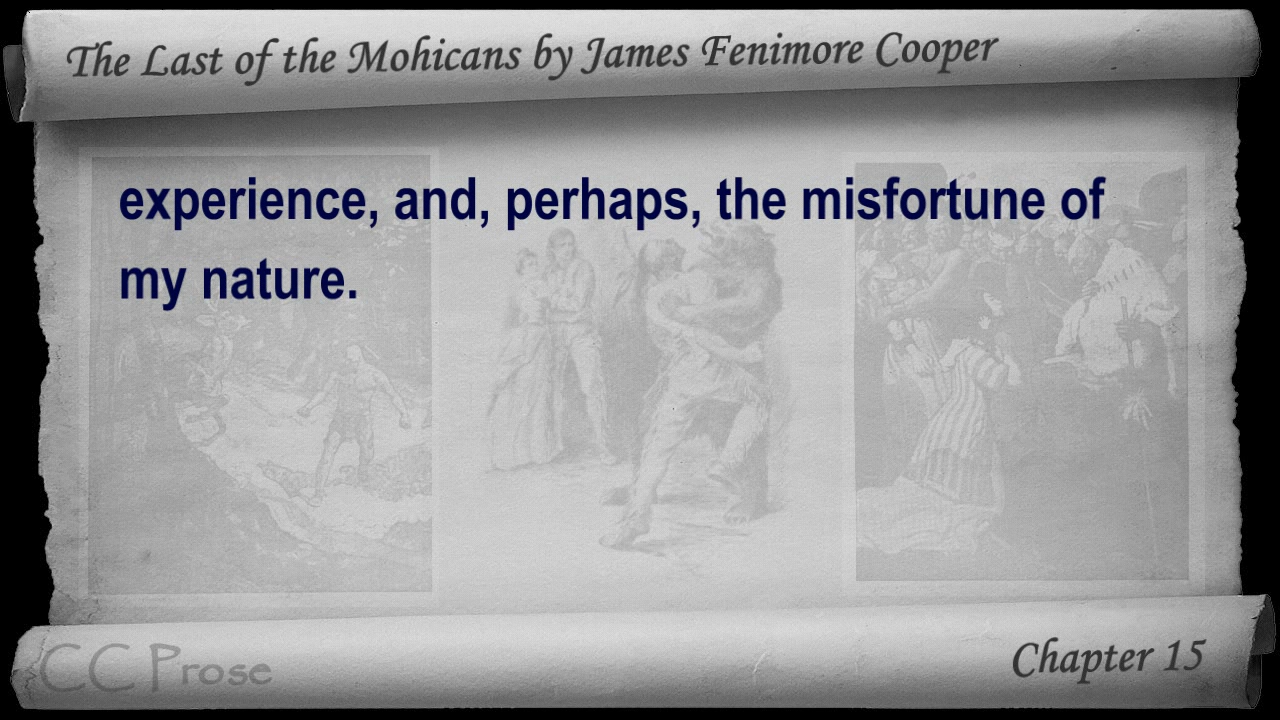 The Last of the Mohicans by James Fenimore Cooper
experience, and, perhaps, the misfortune of
my nature.
CC Prose
Chapter 15